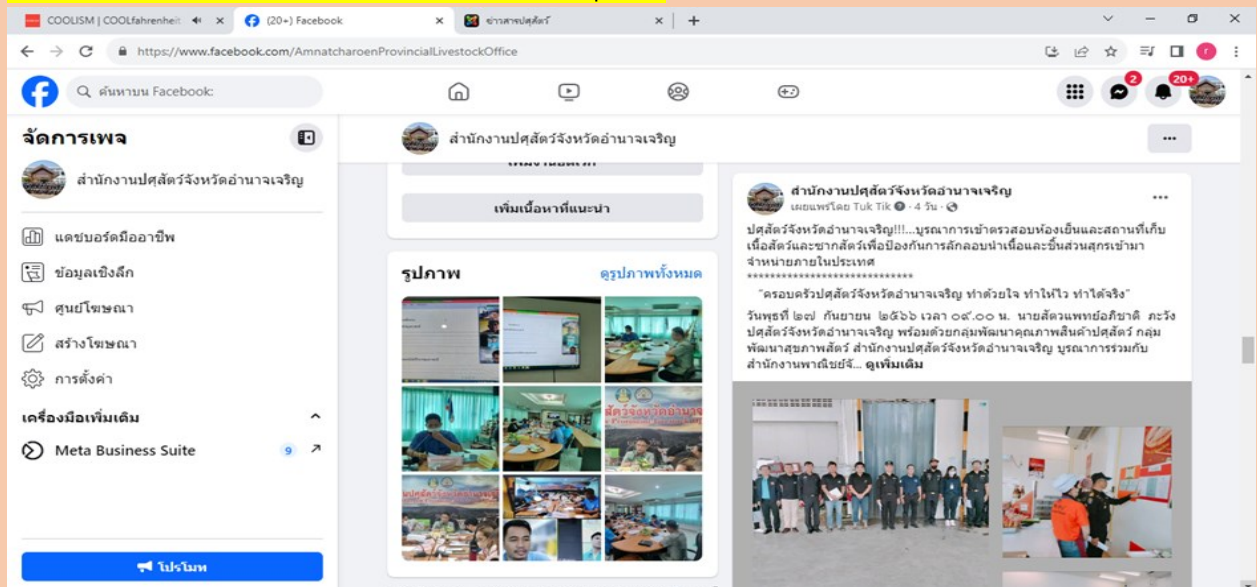 COOLISM | COOLfahrenheit
(20+) Facebook
ข่าวสารปศุสัตว์
https://www.facebook.com/AmnatcharoenProvincialLivestockOffice
ค้นหาบน Facebook:
2
20+
จัดการเพจ
สำนักงานปศุสัตว์จังหวัดอำนาจเจริญ
แดชบอร์ดมืออาชีพ
ข้อมูลเชิงลึก
ศูนย์โฆษณา
สร้างโฆษณา
การตั้งค่า
เครื่องมือเพิ่มเติม
Meta Business Suite
9
โปรโมท
สำนักงานปศุสัตว์จังหวัดอำนาจเจริญ
เพิ่มงานอดิเรก
เพิ่มเนื้อหาที่แนะนำ
รูปภาพ
ดูรูปภาพทั้งหมด
สำนักงานปศุสัตว์จังหวัดอำนาจเจริญ
เผยแพร่โดย Tuk Tik · 4 วัน ·
ปศุสัตว์จังหวัดอำนาจเจริญ!!!...บูรณาการเข้าตรวสอบห้องเย็นและสถานที่เก็บ
เนื้อสัตว์และซากสัตว์เพื่อป้องกันการลักลอบนำเนื้อและชิ้นส่วนสุกรเข้ามา
จำหน่ายภายในประเทศ
*****************************
“ครอบครัวปศุสัตว์จังหวัดอำนาจเจริญ ทำด้วยใจ ทำให้ไว ทำได้จริง”
วันพุธที่ ๒๗ กันยายน ๒๕๖๖ เวลา ๐๙.๐๐ น. นายสัตวแพทย์อภิชาติ ภะวัง
ปศุสัตว์จังหวัดอำนาจเจริญ พร้อมด้วยกลุ่มพัฒนาคุณภาพสินค้าปศุสัตว์ กลุ่ม
พัฒนาสุขภาพสัตว์ สำนักงานปศุสัตว์จังหวัดอำนาจเจริญ บูรณาการร่วมกับ
สำนักงานพาณิชย์จั... ดูเพิ่มเติม